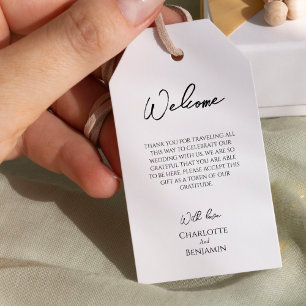 Welcome
THANK YOU FOR TRAVELING ALL
THIS WAY TO CELEBRATE OUR
WEDDING WITH US, WE ARE SO
GRATEFUL THAT YOU ARE ABLE
TO BE HERE. PLEASE ACCEPT THIS
GIFT AS A TOKEN OF OUR
GRATITUDE.
With love
CHARLOTTE
AND
BENJAMIN